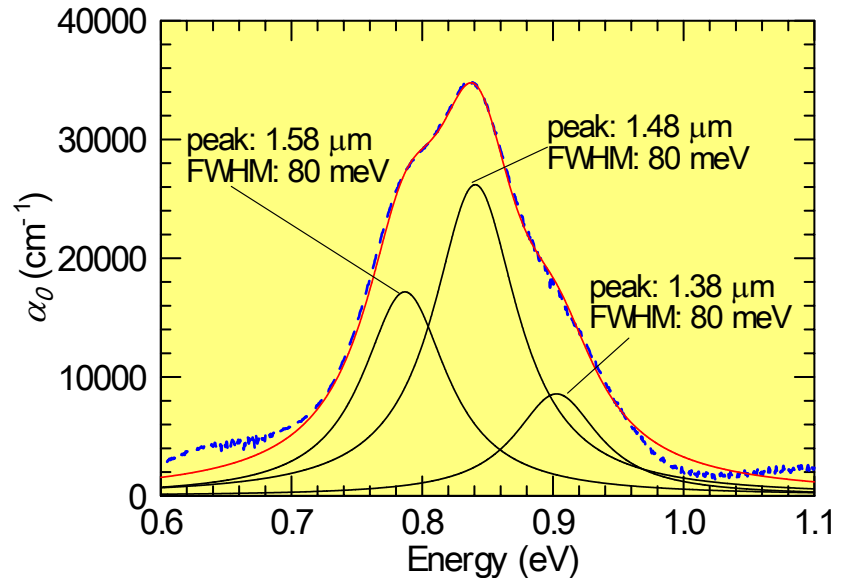 40000
30000
20000
10000
0
α₀ (cm⁻¹)
peak: 1.58 μm
FWHM: 80 meV
peak: 1.48 μm
FWHM: 80 meV
peak: 1.38 μm
FWHM: 80 meV
0.6 0.7 0.8 0.9 1.0 1.1
Energy (eV)